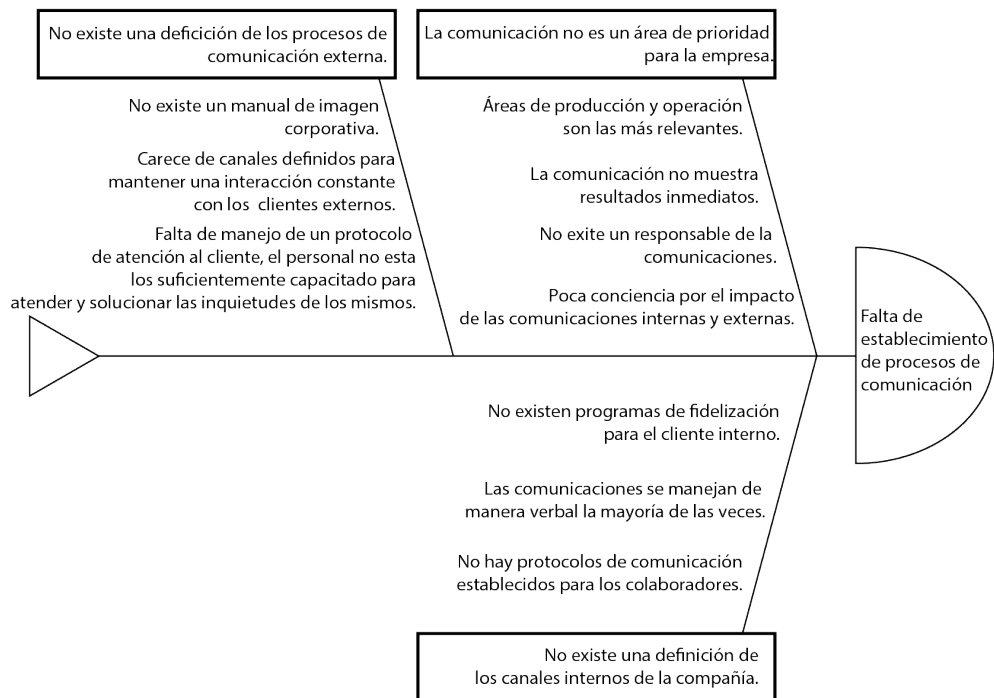 No existe una deficición de los procesos de
comunicación externa.
No existe un manual de imagen
corporativa.
Carece de canales definidos para
mantener una interacción constante
con los  clientes externos.
Falta de manejo de un protocolo
de atención al cliente, el personal no esta
los suficientemente capacitado para
atender y solucionar las inquietudes de los mismos.
La comunicación no es un área de prioridad
para la empresa.
Áreas de producción y operación
son las más relevantes.
La comunicación no muestra
resultados inmediatos.
No exite un responsable de la
comunicaciones.
Poca conciencia por el impacto
de las comunicaciones internas y externas.
Falta de
establecimiento
de procesos de
comunicación
No existen programas de fidelización
para el cliente interno.
Las comunicaciones se manejan de
manera verbal la mayoría de las veces.
No hay protocolos de comunicación
establecidos para los colaboradores.
No existe una definición de
los canales internos de la compañía.